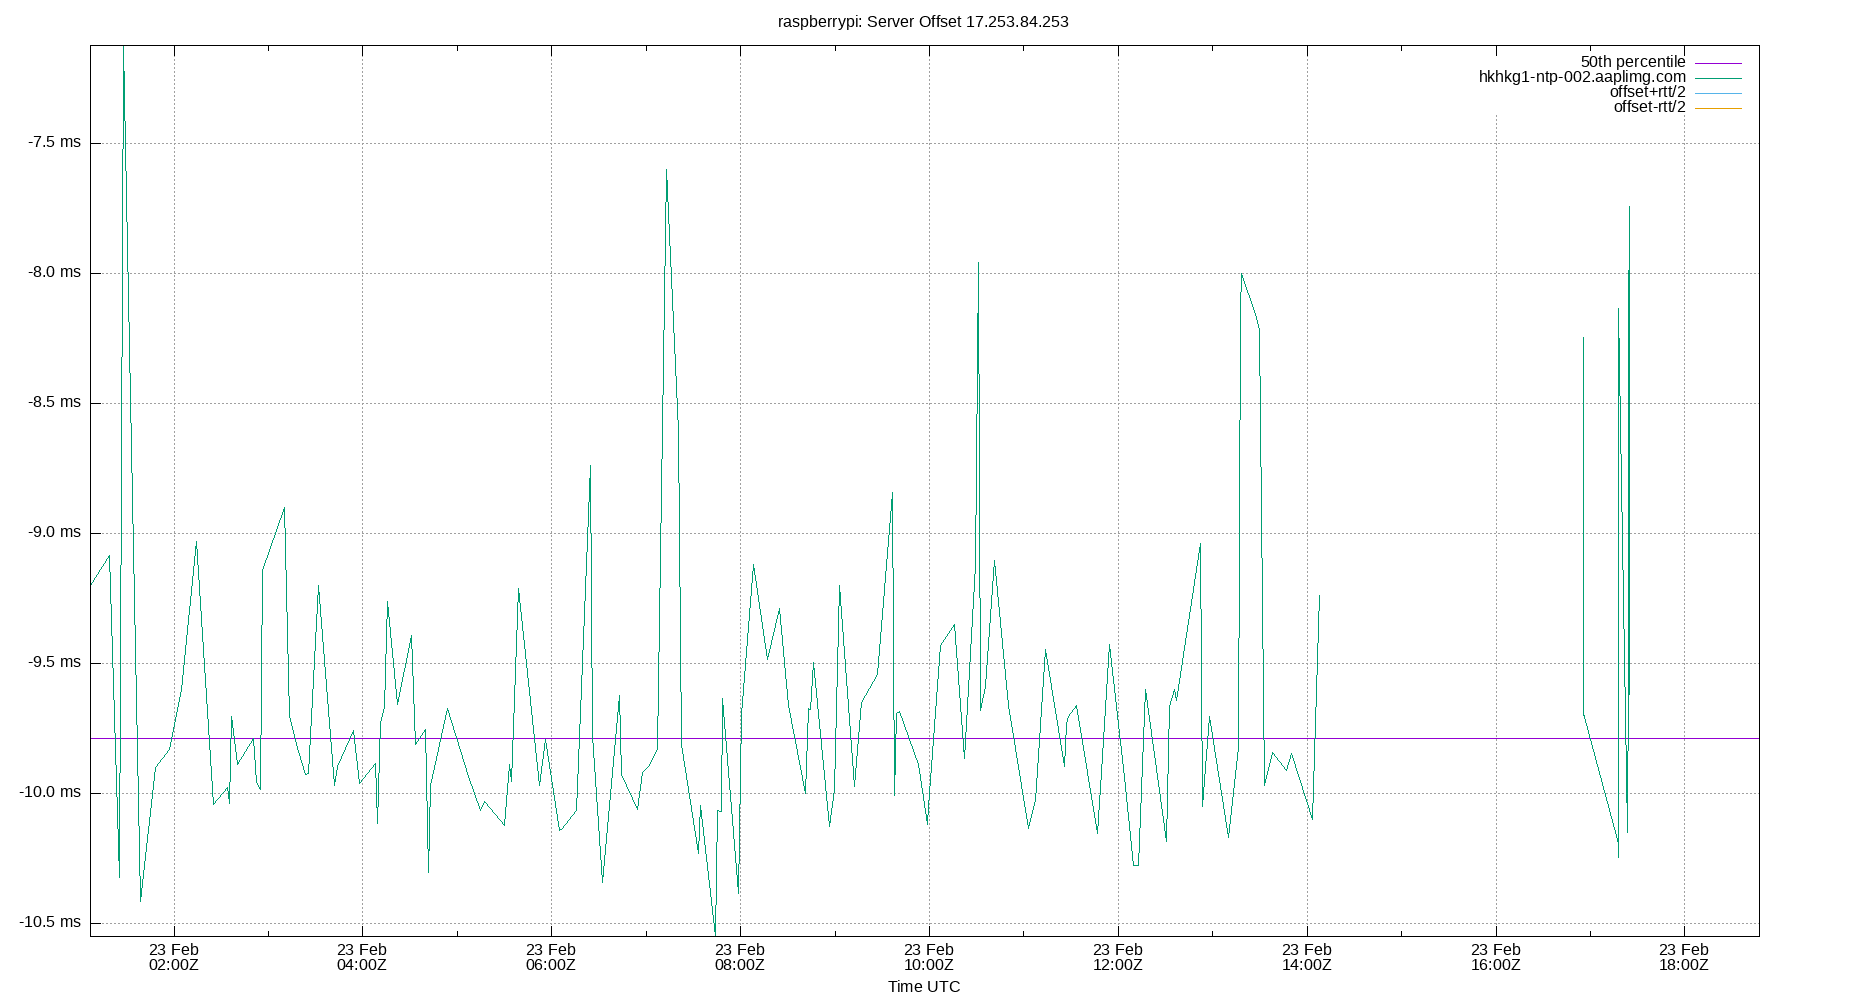 raspberrypi: Server Offset 17.253.84.253
50th percentile
hkhkg1-ntp-002.aaplimg.com
offset+rtt/2
offset-rtt/2
-7.5 ms
-8.0 ms
-8.5 ms
-9.0 ms
-9.5 ms
-10.0 ms
-10.5 ms
23 Feb 23 Feb 23 Feb 23 Feb 23 Feb 23 Feb 23 Feb 23 Feb 23 Feb
02:00Z 04:00Z 06:00Z 08:00Z 10:00Z 12:00Z 14:00Z 16:00Z 18:00Z
Time UTC